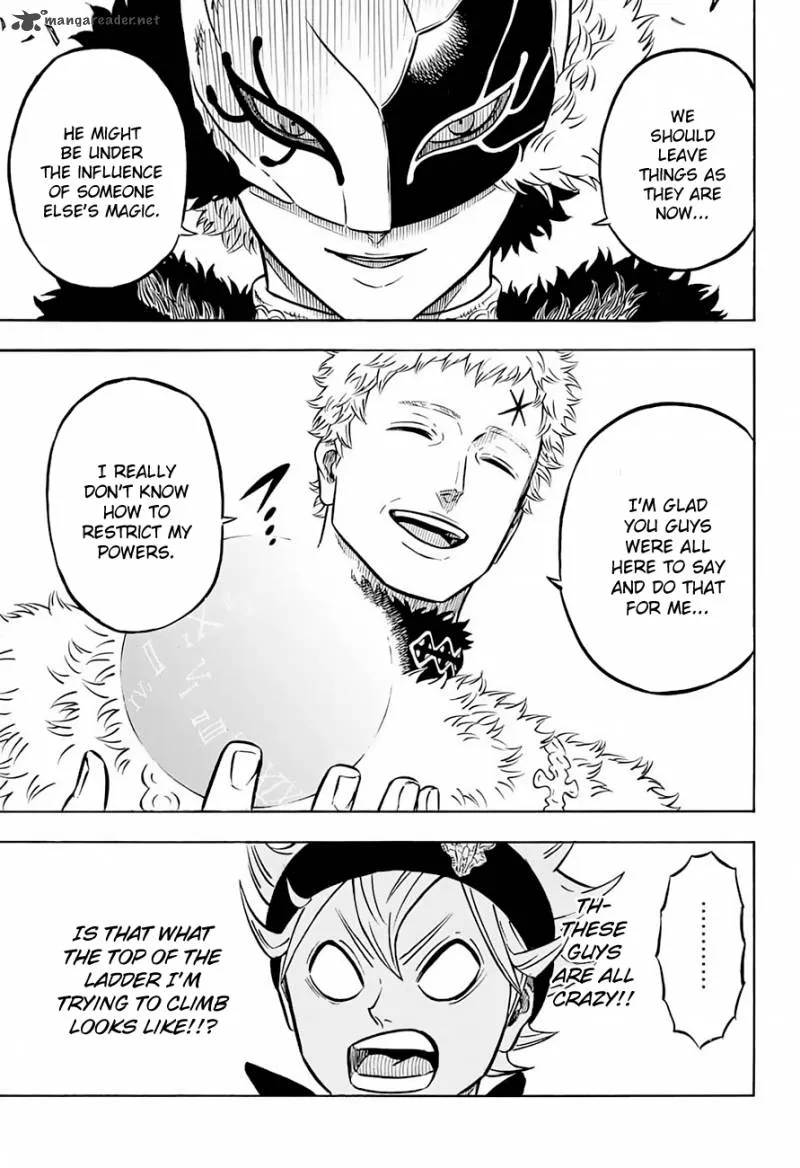 mangareader.net
WE
SHOULD
LEAVE
THINGS AS
THEY ARE
NOW...
HE MIGHT
BE UNDER
THE INFLUENCE
OF SOMEONE
ELSE'S MAGIC.
I'M GLAD
YOU GUYS
WERE ALL
HERE TO SAY
AND DO THAT
FOR ME...
I REALLY
DON'T KNOW
HOW TO
RESTRICT MY
POWERS.
..........
TH-
THESE
GUYS
ARE ALL
CRAZY!!
IS THAT WHAT
THE TOP OF THE
LADDER I'M
TRYING TO CLIMB
LOOKS LIKE!!?